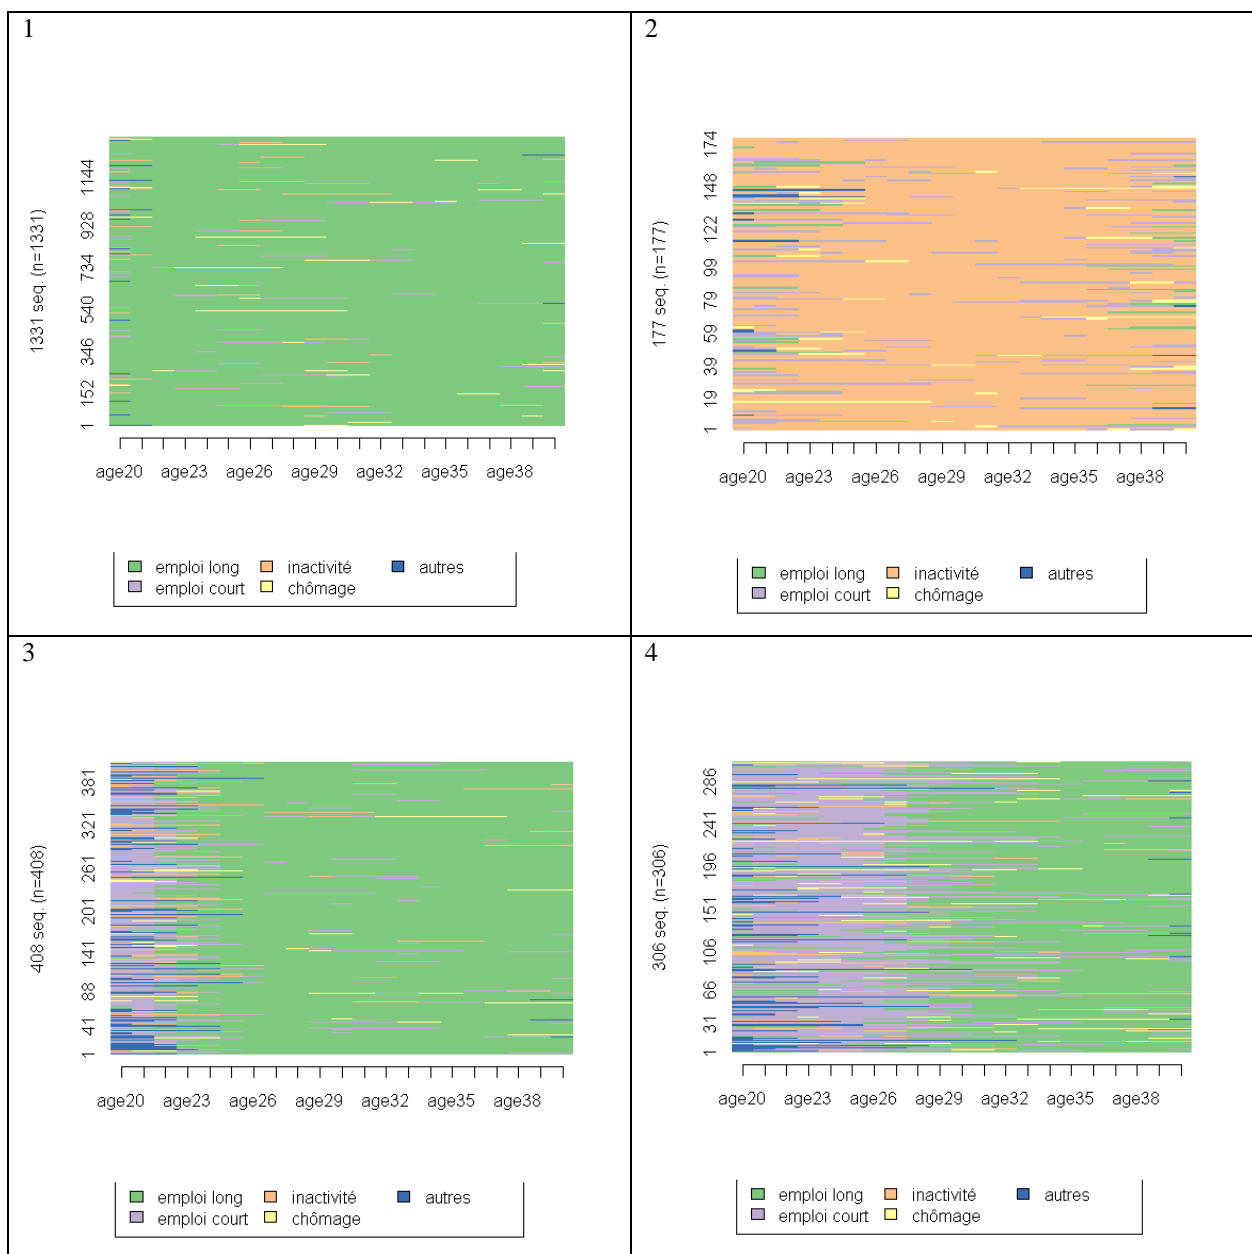 1
1331 seq. (n=1331)
1 152 346 540 734 928 1144
age20 age23 age26 age29 age32 age35 age38
emploi long inactivité autres
emploi court chômage
2
177 seq. (n=177)
1 19 39 59 79 99 122 148 174
age20 age23 age26 age29 age32 age35 age38
emploi long inactivité autres
emploi court chômage
3
408 seq. (n=408)
1 41 88 141 201 261 321 381
age20 age23 age26 age29 age32 age35 age38
emploi long inactivité autres
emploi court chômage
4
306 seq. (n=306)
1 31 66 106 151 196 241 286
age20 age23 age26 age29 age32 age35 age38
emploi long inactivité autres
emploi court chômage